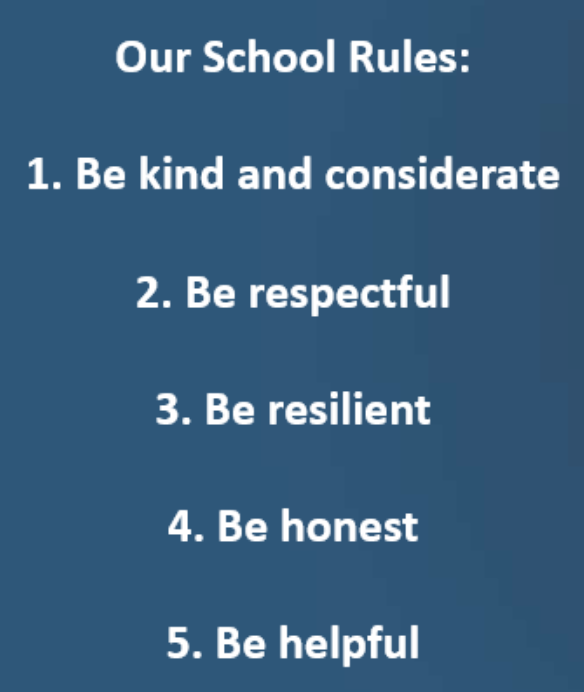 Our School Rules:
1. Be kind and considerate
2. Be respectful
3. Be resilient
4. Be honest
5. Be helpful